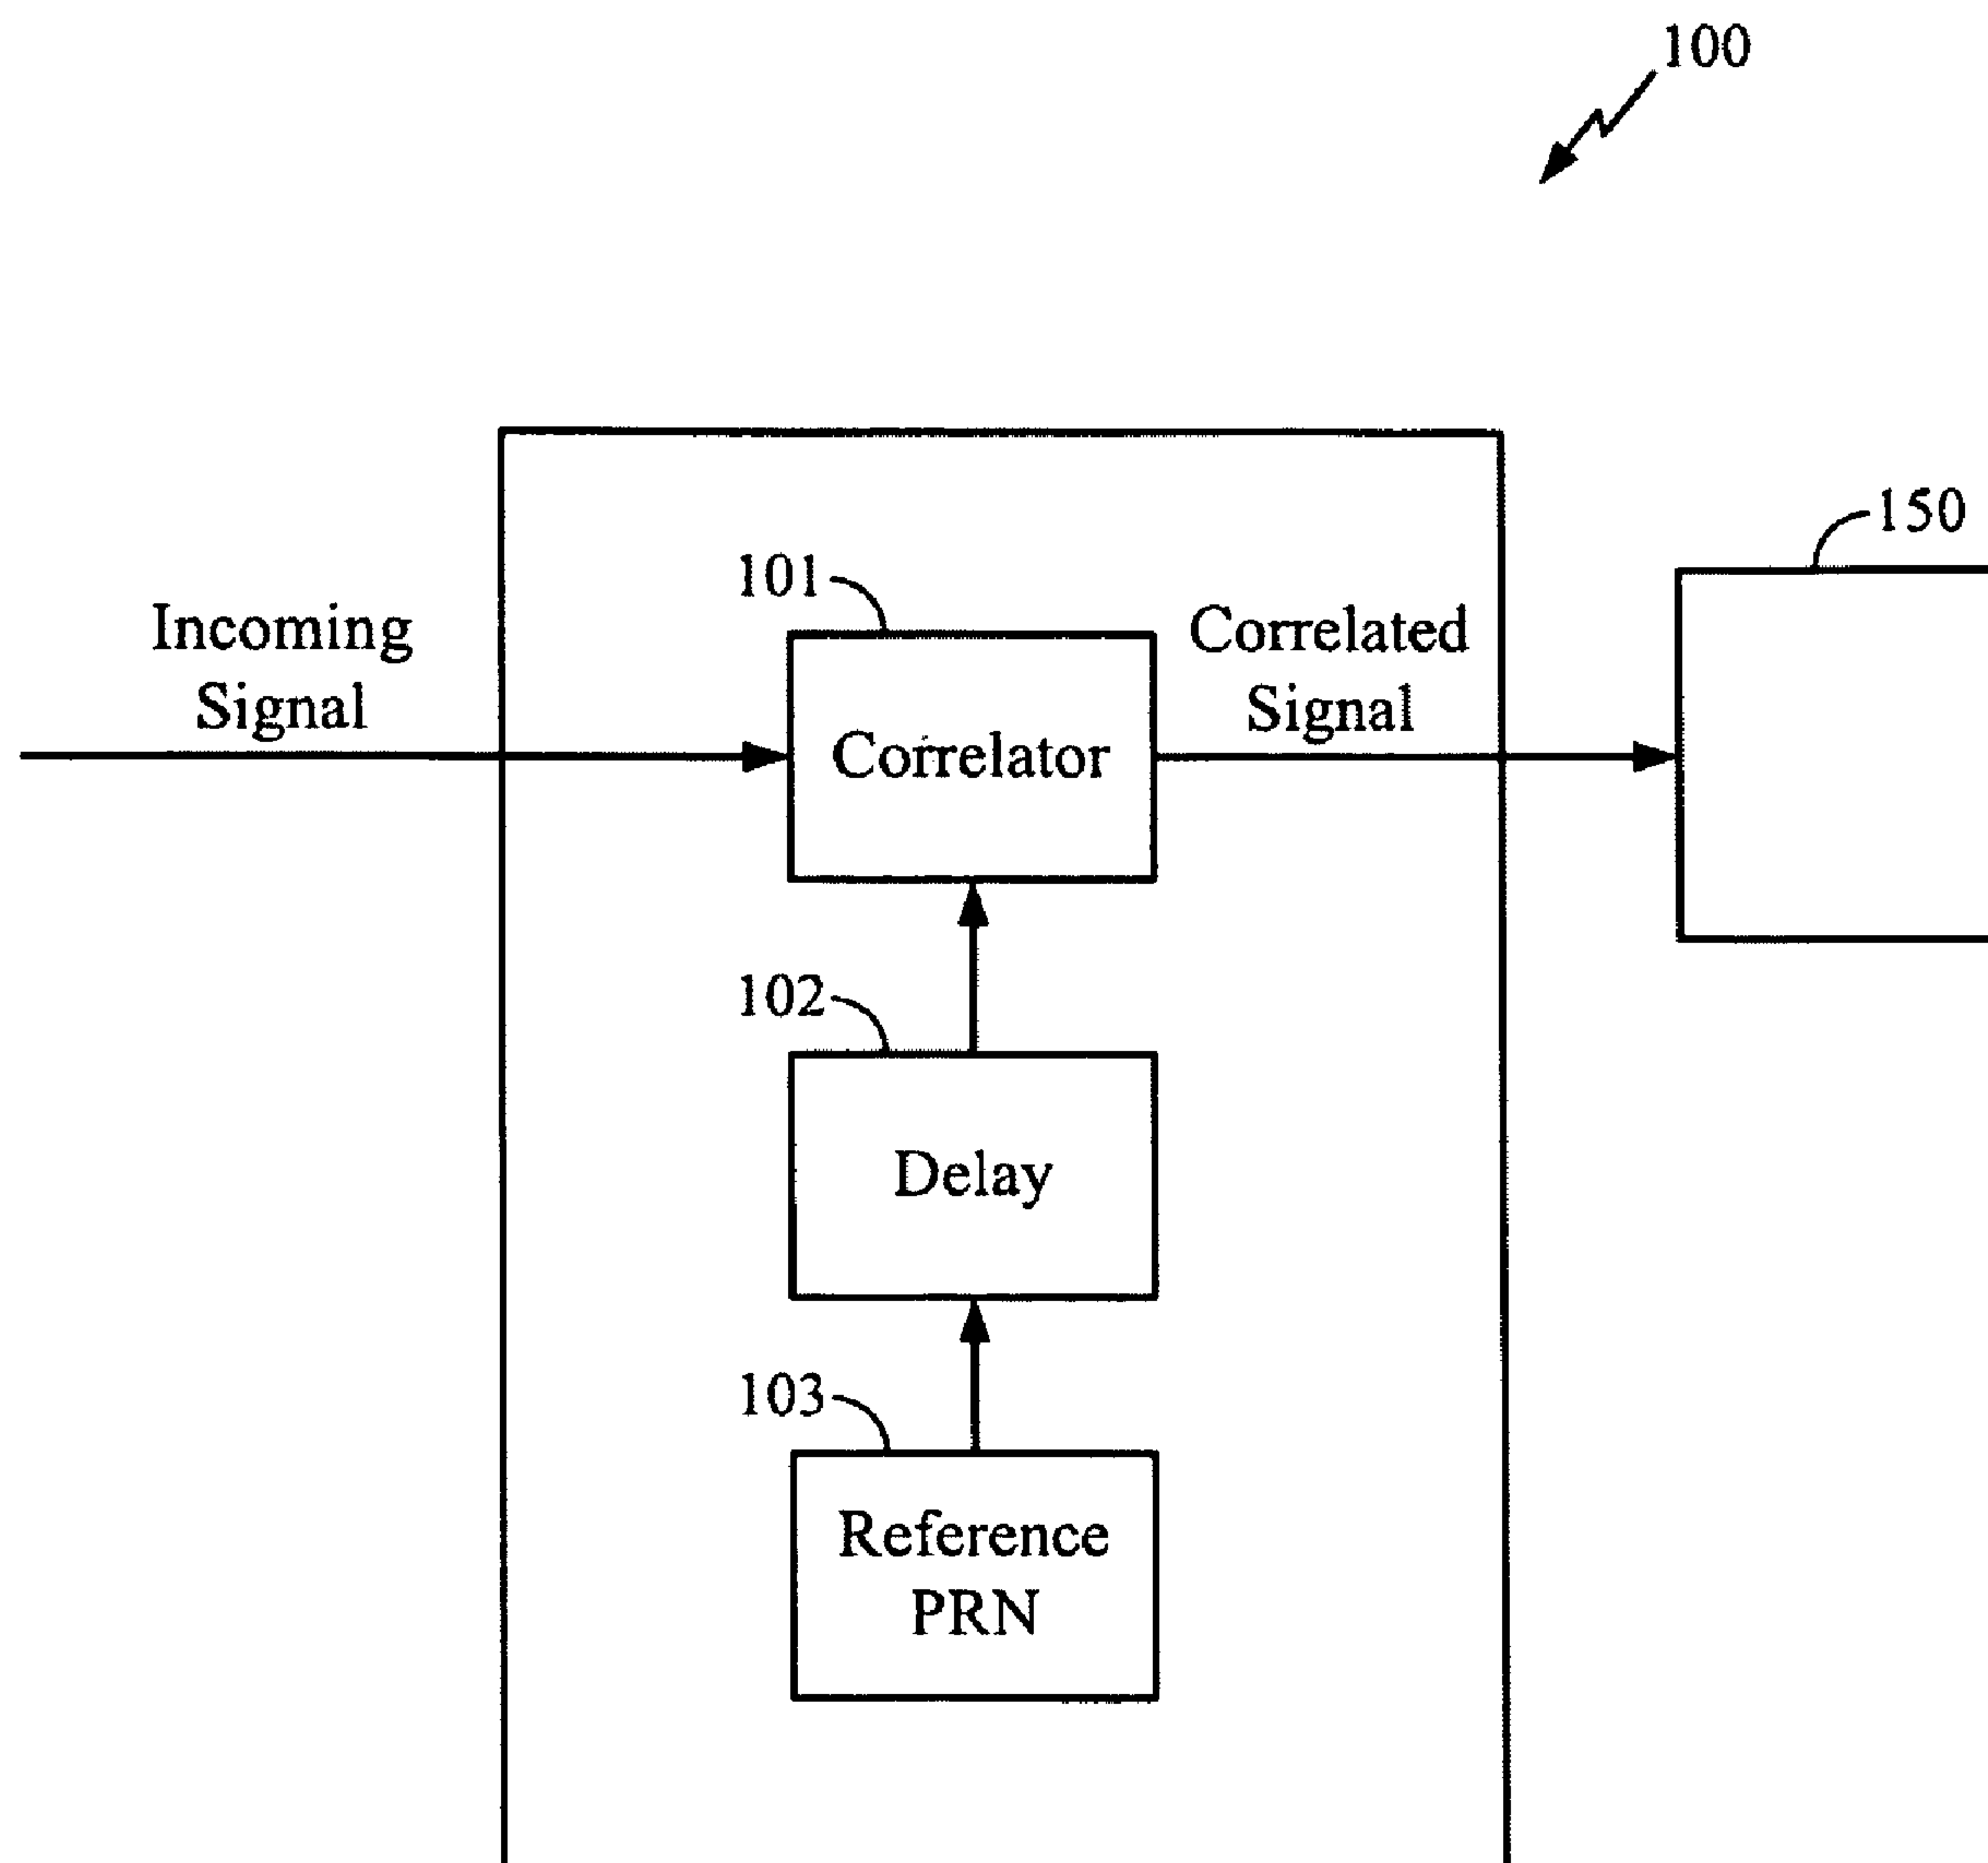 100
150
101
Incoming
Signal
Correlated
Signal
Correlator
102
Delay
103
Reference
PRN